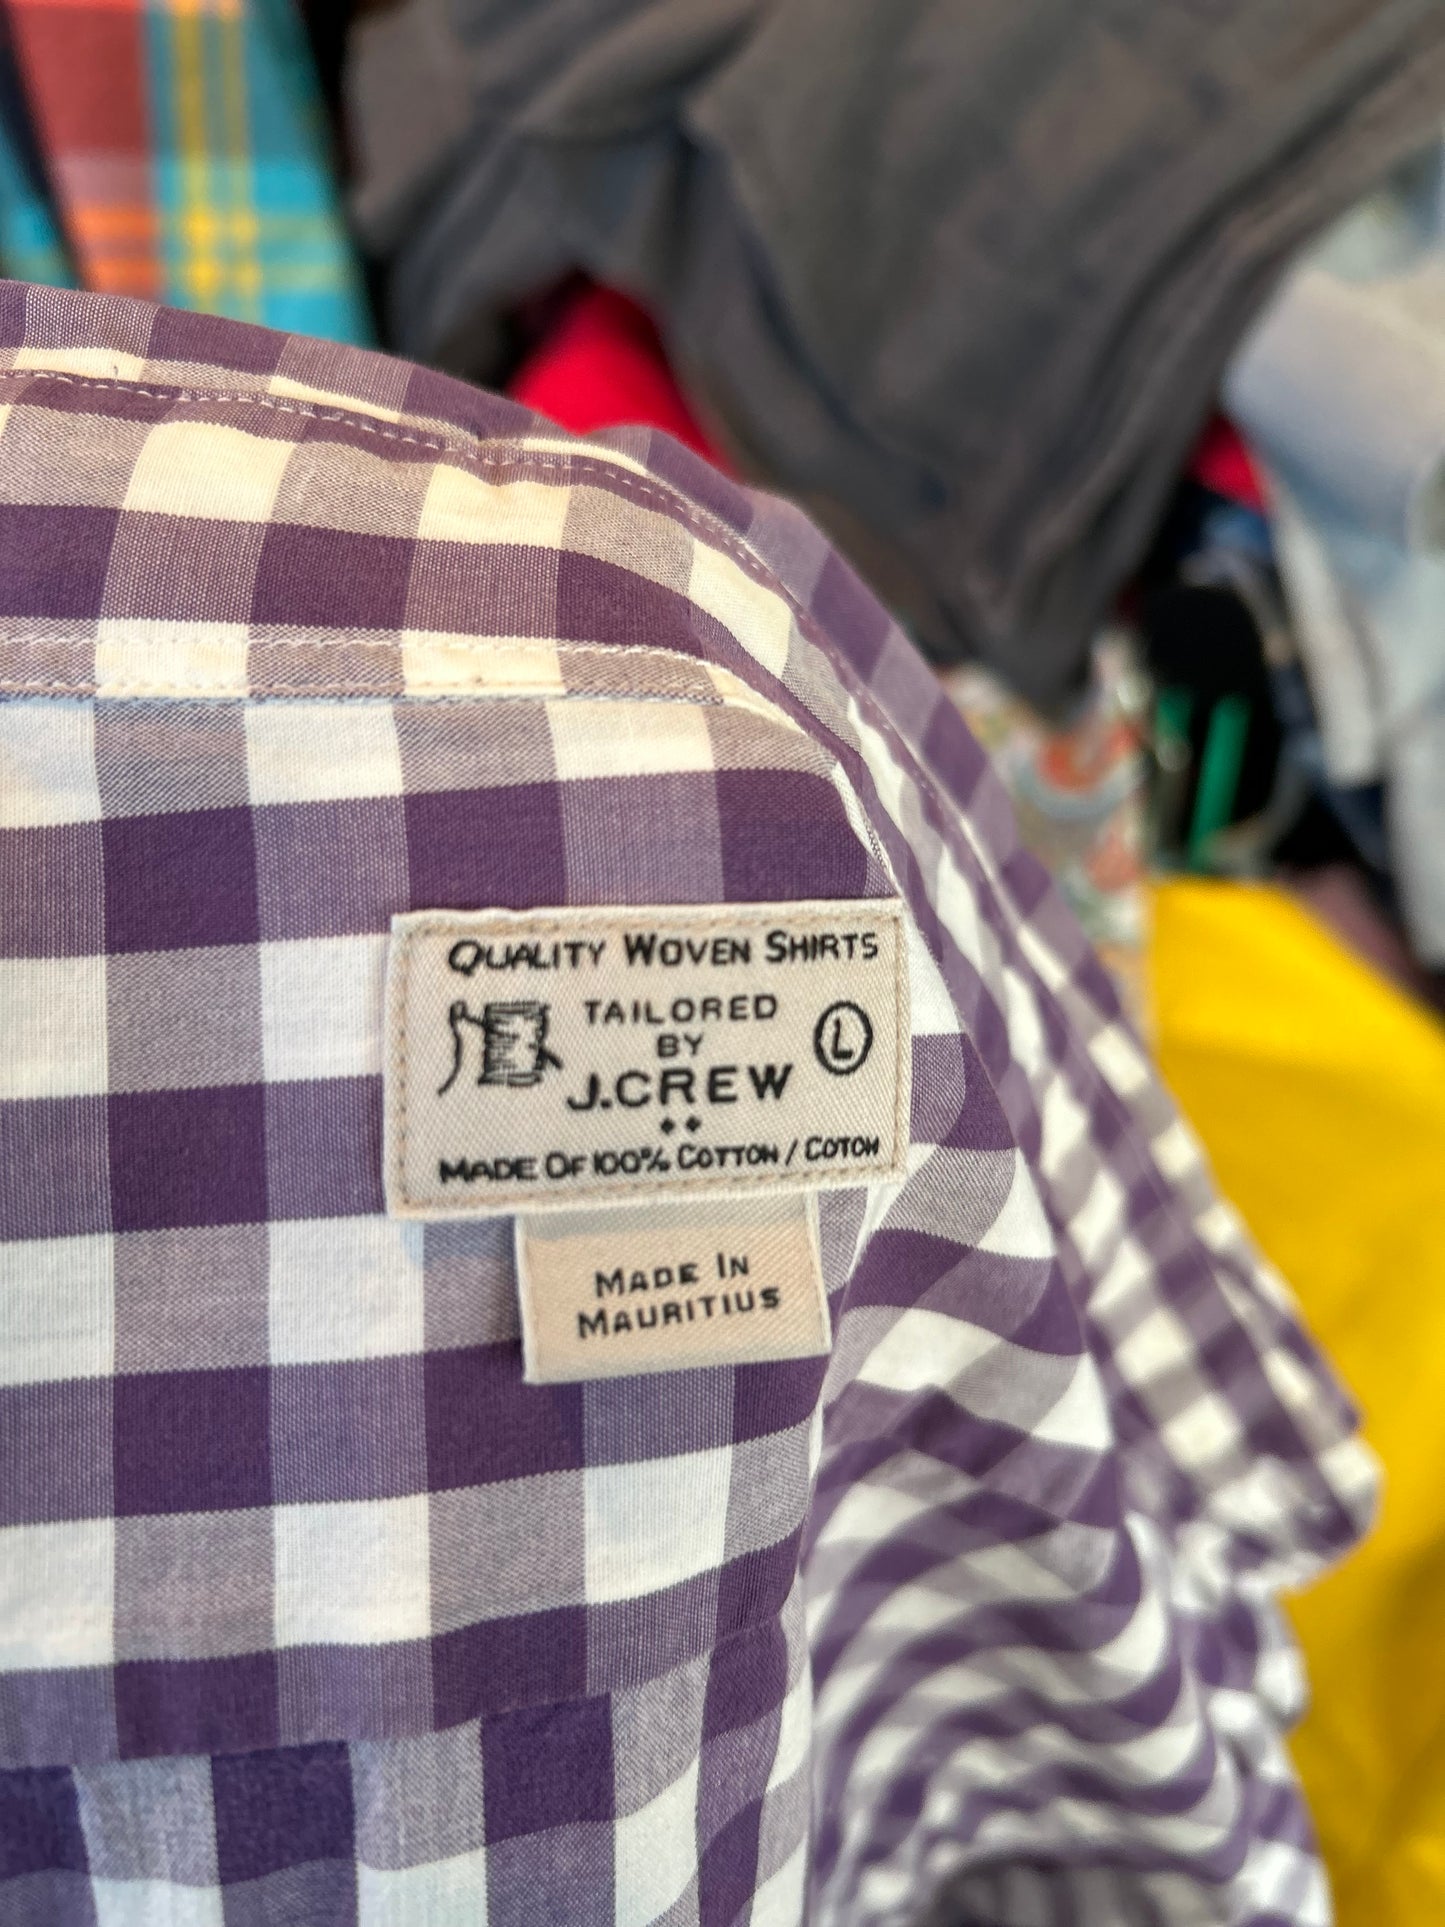 QUALITY WOVEN SHIRTS
TAILORED
BY
J.CREW
L
MADE OF 100% COTTON / COTON
MADE IN
MAURITIUS